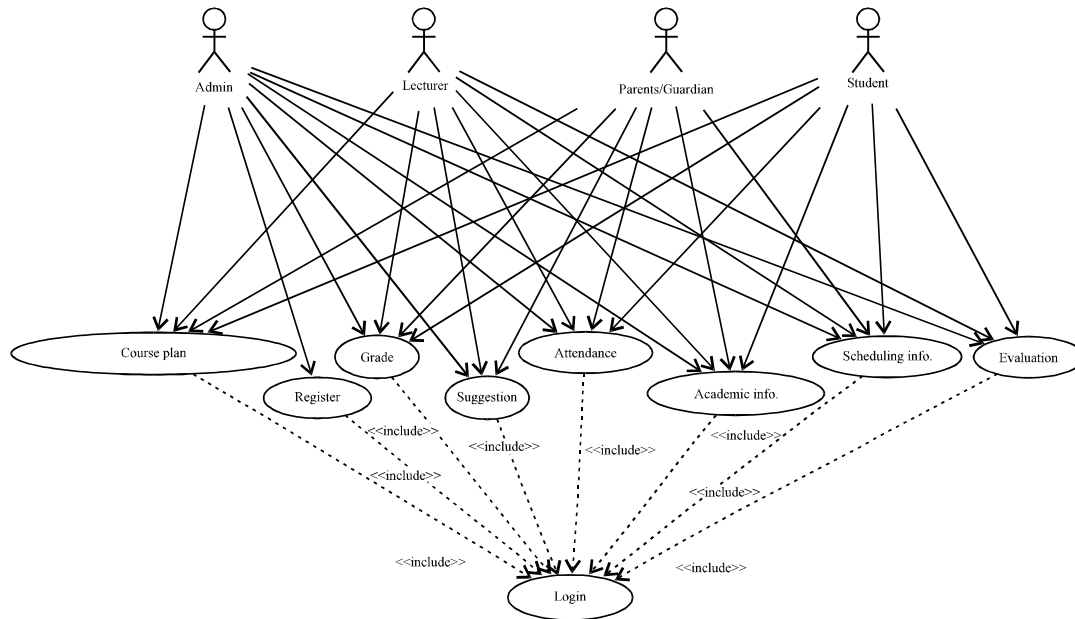 Admin
Lecturer
Parents/Guardian
Student
Course plan
Grade
Attendance
Scheduling info.
Evaluation
Register
Suggestion
Academic info.
<<include>>
<<include>>
<<include>>
<<include>>
<<include>>
<<include>>
<<include>>
<<include>>
Login